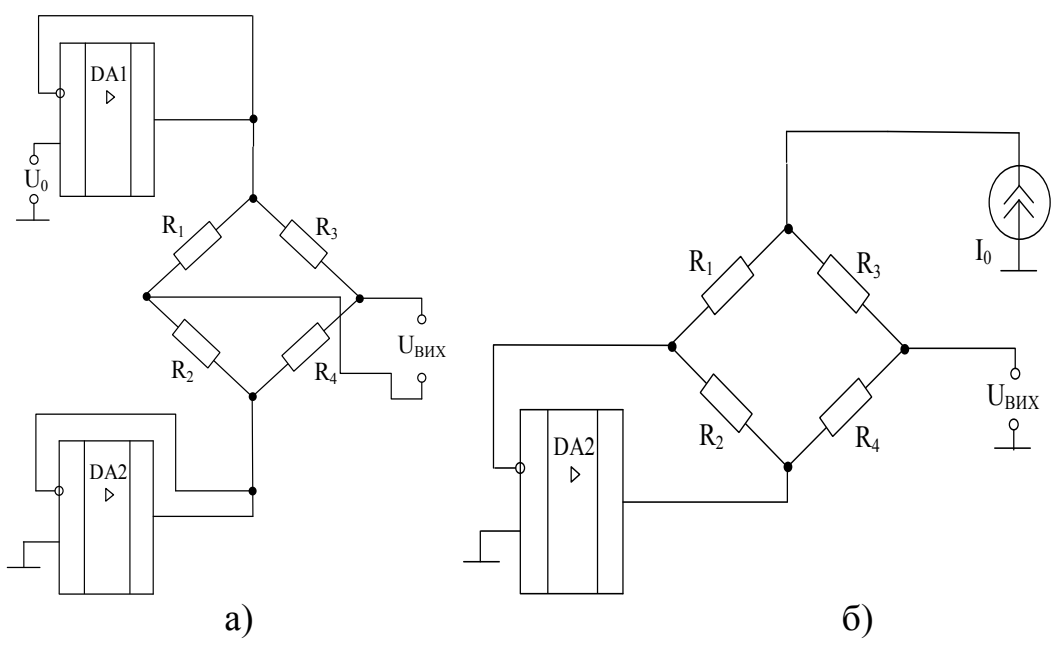 DA1
U₀
R₁
R₃
R₂
R₄
UВИХ
DA2
а)
I₀
R₁
R₃
R₂
R₄
UВИХ
DA2
б)